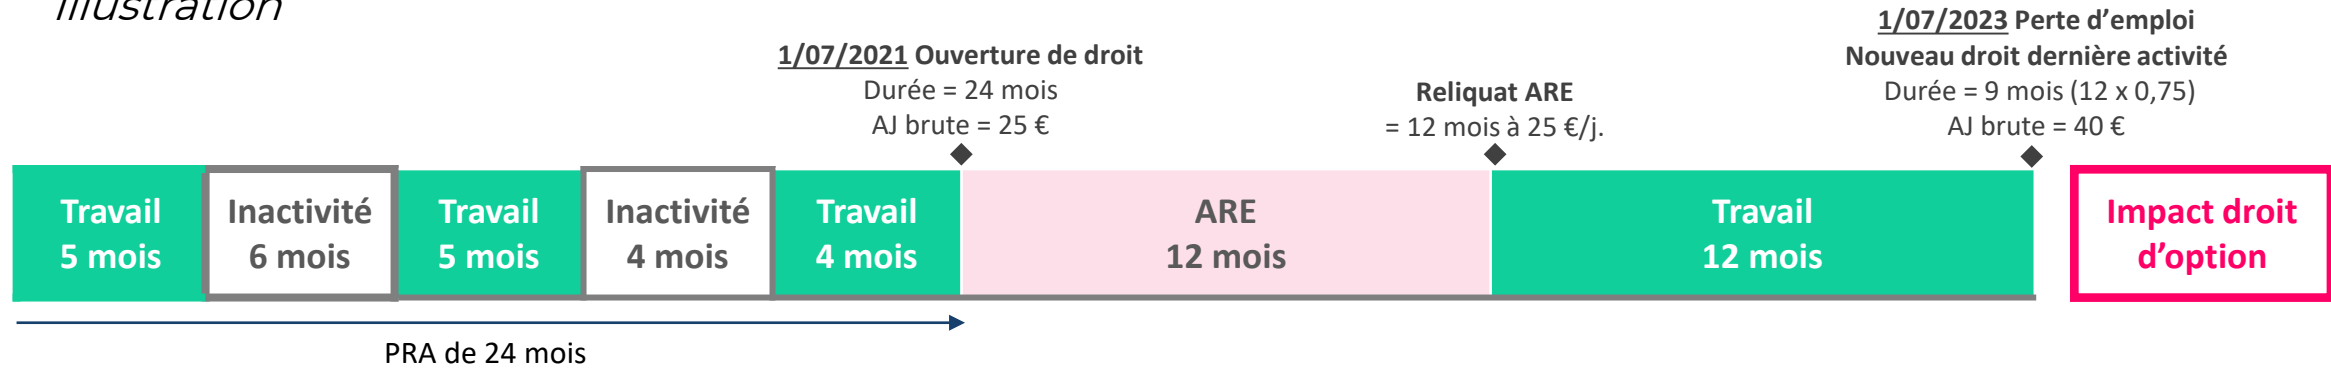 Illustration
1/07/2021 Ouverture de droit
Durée = 24 mois
AJ brute = 25 €
Reliquat ARE
= 12 mois à 25 €/j.
1/07/2023 Perte d’emploi
Nouveau droit dernière activité
Durée = 9 mois (12 x 0,75)
AJ brute = 40 €
Travail
5 mois
Inactivité
6 mois
Travail
5 mois
Inactivité
4 mois
Travail
4 mois
ARE
12 mois
Travail
12 mois
Impact droit
d’option
PRA de 24 mois